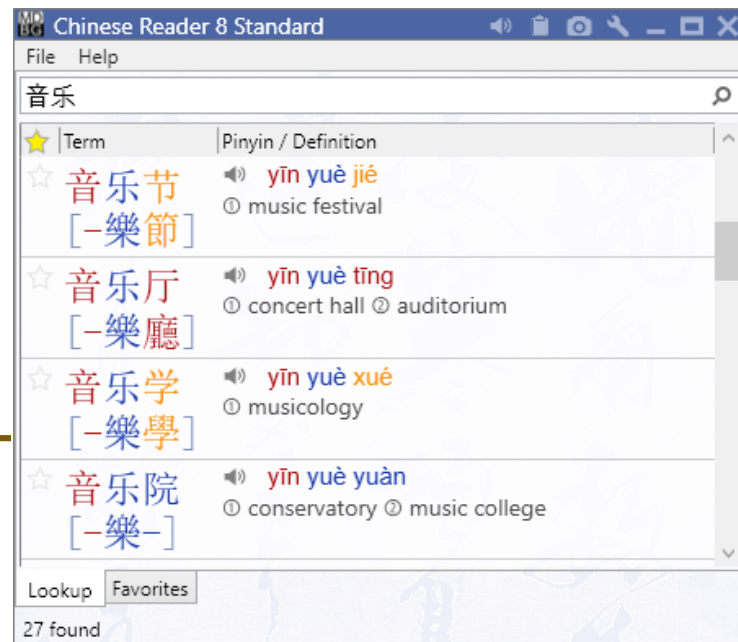 MD BG Chinese Reader 8 Standard
File Help
音乐
Term Pinyin / Definition
音乐节 yīn yuè jié
[–樂節] ① music festival
音乐厅 yīn yuè tīng
[–樂廳] ① concert hall ② auditorium
音乐学 yīn yuè xué
[–樂學] ① musicology
音乐院 yīn yuè yuàn
[–樂–] ① conservatory ② music college
Lookup Favorites
27 found